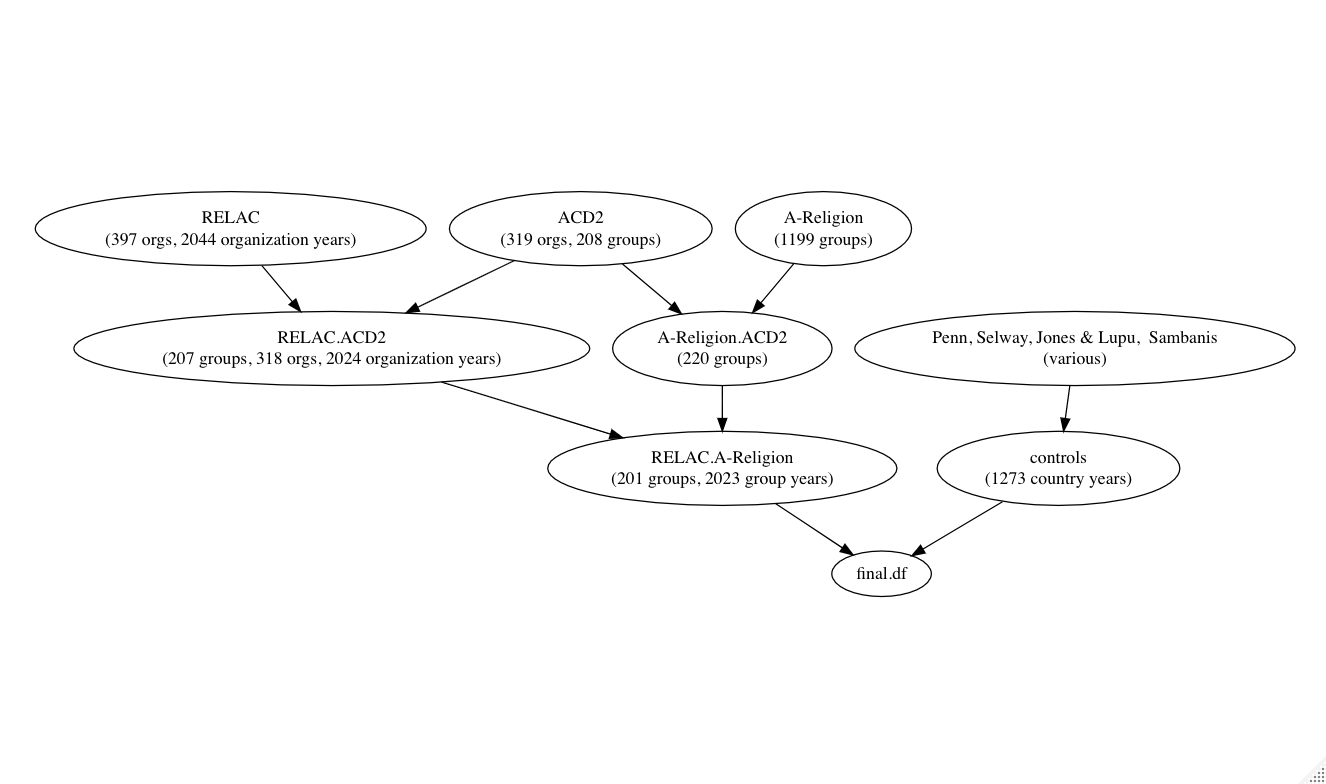 RELAC
(397 orgs, 2044 organization years)
ACD2
(319 orgs, 208 groups)
A-Religion
(1199 groups)
RELAC.ACD2
(207 groups, 318 orgs, 2024 organization years)
A-Religion.ACD2
(220 groups)
Penn, Selway, Jones & Lupu,  Sambanis
(various)
RELAC.A-Religion
(201 groups, 2023 group years)
controls
(1273 country years)
final.df